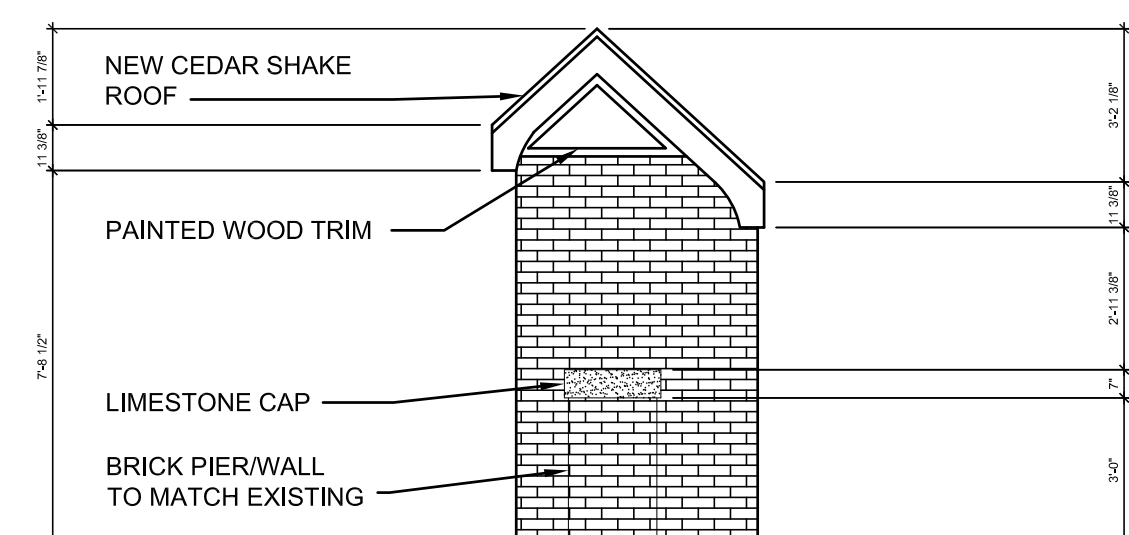 NEW CEDAR SHAKE
ROOF
PAINTED WOOD TRIM
LIMESTONE CAP
BRICK PIER/WALL
TO MATCH EXISTING
1'-11 7/8"
11 3/8"
7'-8 1/2"
3'-2 1/8"
11 3/8"
2'-11 3/8"
7"
3'-0"